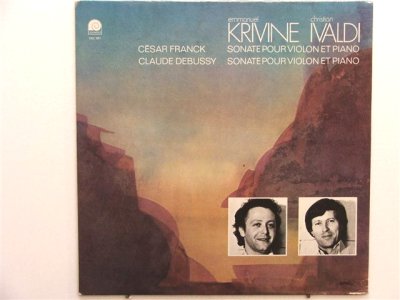 emmanuel christian
KRIVINE IVALDI
CÉSAR FRANCK SONATE POUR VIOLON ET PIANO
CLAUDE DEBUSSY SONATE POUR VIOLON ET PIANO